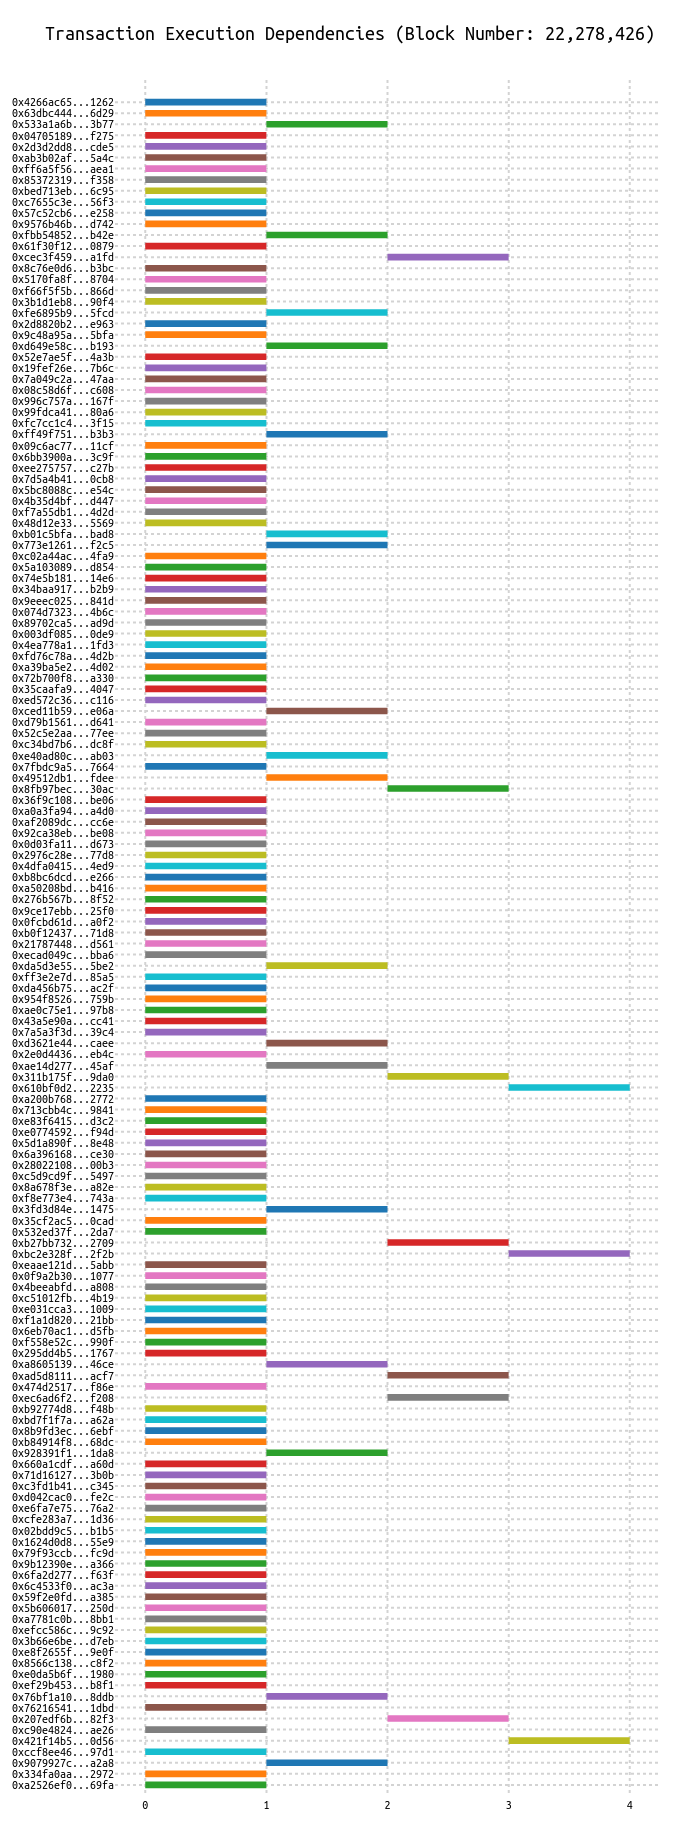 Transaction Execution Dependencies (Block Number: 22,278,426)
0x4266ac65...1262
0x63dbc444...6d29
0x533a1a6b...3b77
0x04705189...f275
0x2d3d2dd8...cde5
0xab3b02af...5a4c
0xff6a5f56...aea1
0x85372319...f358
0xbed713eb...6c95
0xc7655c3e...56f3
0x57c52cb6...e258
0x9576b46b...d742
0xfbb54852...b42e
0x61f30f12...0879
0xcec3f459...a1fd
0x8c76e0d6...b3bc
0x5170fa8f...8704
0xf66f5f5b...866d
0x3b1d1eb8...90f4
0xfe6895b9...5fcd
0x2d8820b2...e963
0x9c48a95a...5bfa
0xd649e58c...b193
0x52e7ae5f...4a3b
0x19fef26e...7b6c
0x7a049c2a...47aa
0x08c58d6f...c608
0x996c757a...167f
0x99fdca41...80a6
0xfc7cc1c4...3f15
0xff49f751...b3b3
0x09c6ac77...11cf
0x6bb3900a...3c9f
0xee275757...c27b
0x7d5a4b41...0cb8
0x5bc8088c...e54c
0x4b35d4bf...d447
0xf7a55db1...4d2d
0x48d12e33...5569
0xb01c5bfa...bad8
0x773e1261...f2c5
0xc02a44ac...4fa9
0x5a103089...d854
0x74e5b181...14e6
0x34baa917...b2b9
0x9eeec025...841d
0x074d7323...4b6c
0x89702ca5...ad9d
0x003df085...0de9
0x4ea778a1...1fd3
0xfd76c78a...4d2b
0xa39ba5e2...4d02
0x72b700f8...a330
0x35caafa9...4047
0xed572c36...c116
0xced11b59...e06a
0xd79b1561...d641
0x52c5e2aa...77ee
0xc34bd7b6...dc8f
0xe40ad80c...ab03
0x7fbdc9a5...7664
0x49512db1...fdee
0x8fb97bec...30ac
0x36f9c108...be06
0xa0a3fa94...a4d0
0xaf2089dc...cc6e
0x92ca38eb...be08
0x0d03fa11...d673
0x2976c28e...77d8
0x4dfa0415...4ed9
0xb8bc6dcd...e266
0xa50208bd...b416
0x276b567b...8f52
0x9ce17ebb...25f0
0x0fcbd61d...a0f2
0xb0f12437...71d8
0x21787448...d561
0xecad049c...bba6
0xda5d3e55...5be2
0xff3e2e7d...85a5
0xda456b75...ac2f
0x954f8526...759b
0xae0c75e1...97b8
0x43a5e90a...cc41
0x7a5a3f3d...39c4
0xd3621e44...caee
0x2e0d4436...eb4c
0xae14d277...45af
0x311b175f...9da0
0x610bf0d2...2235
0xa200b768...2772
0x713cbb4c...9841
0xe83f6415...d3c2
0xe0774592...f94d
0x5d1a890f...8e48
0x6a396168...ce30
0x28022108...00b3
0xc5d9cd9f...5497
0x8a678f3e...a82e
0xf8e773e4...743a
0x3fd3d84e...1475
0x35cf2ac5...0cad
0x532ed37f...2da7
0xb27bb732...2709
0xbc2e328f...2f2b
0xeaae121d...5abb
0x0f9a2b30...1077
0x4beeabfd...a808
0xc51012fb...4b19
0xe031cca3...1009
0xf1a1d820...21bb
0x6eb70ac1...d5fb
0xf558e52c...990f
0x295dd4b5...1767
0xa8605139...46ce
0xad5d8111...acf7
0x474d2517...f86e
0xec6ad6f2...f208
0xb92774d8...f48b
0xbd7f1f7a...a62a
0x8b9fd3ec...6ebf
0xb84914f8...68dc
0x928391f1...1da8
0x660a1cdf...a60d
0x71d16127...3b0b
0xc3fd1b41...c345
0xd042cac0...fe2c
0xe6fa7e75...76a2
0xcfe283a7...1d36
0x02bdd9c5...b1b5
0x1624d0d8...55e9
0x79f93ccb...fc9d
0x9b12390e...a366
0x6fa2d277...f63f
0x6c4533f0...ac3a
0x59f2e0fd...a385
0x5b606017...250d
0xa7781c0b...8bb1
0xefcc586c...9c92
0x3b66e6be...d7eb
0xe8f2655f...9e0f
0x8566c138...c8f2
0xe0da5b6f...1980
0xef29b453...b8f1
0x76bf1a10...8ddb
0x76216541...1dbd
0x207edf6b...82f3
0xc90e4824...ae26
0x421f14b5...0d56
0xccf8ee46...97d1
0x9079927c...a2a8
0x334fa0aa...2972
0xa2526ef0...69fa
0 1 2 3 4